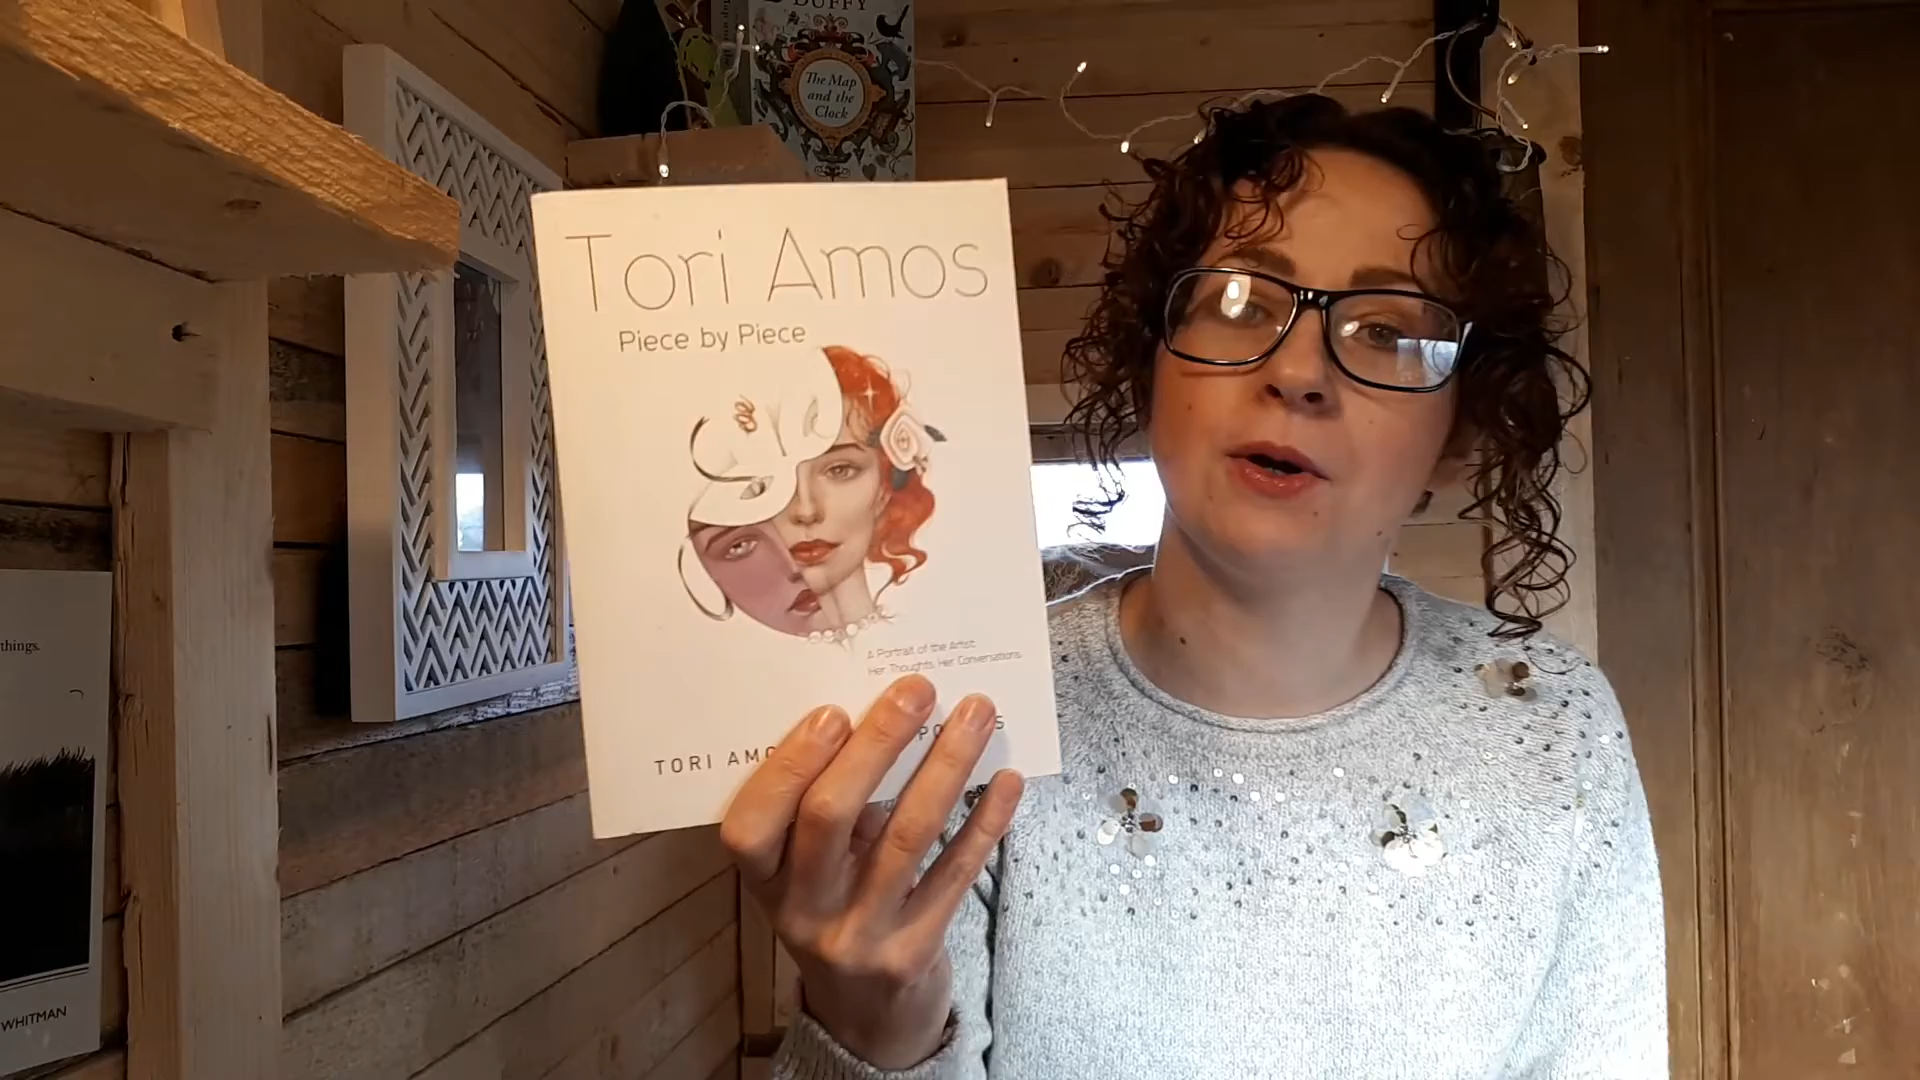 DUFFY
The Map
and the
Clock
Tori Amos
Piece by Piece
A Portrait of the Artist:
Her Thoughts. Her Conversations.
TORI AMO
things.
WHITMAN